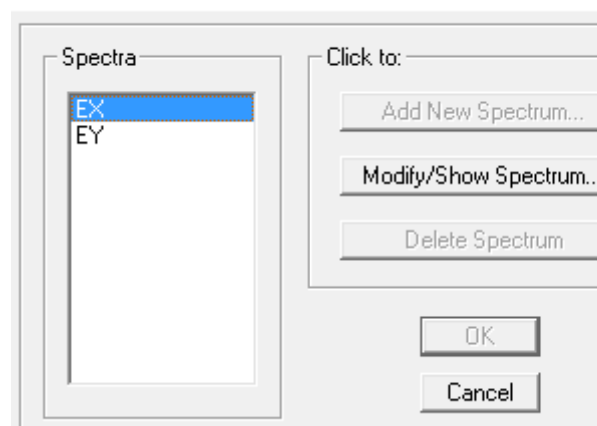 Spectra
EX
EY
Click to:
Add New Spectrum...
Modify/Show Spectrum..
Delete Spectrum
OK
Cancel